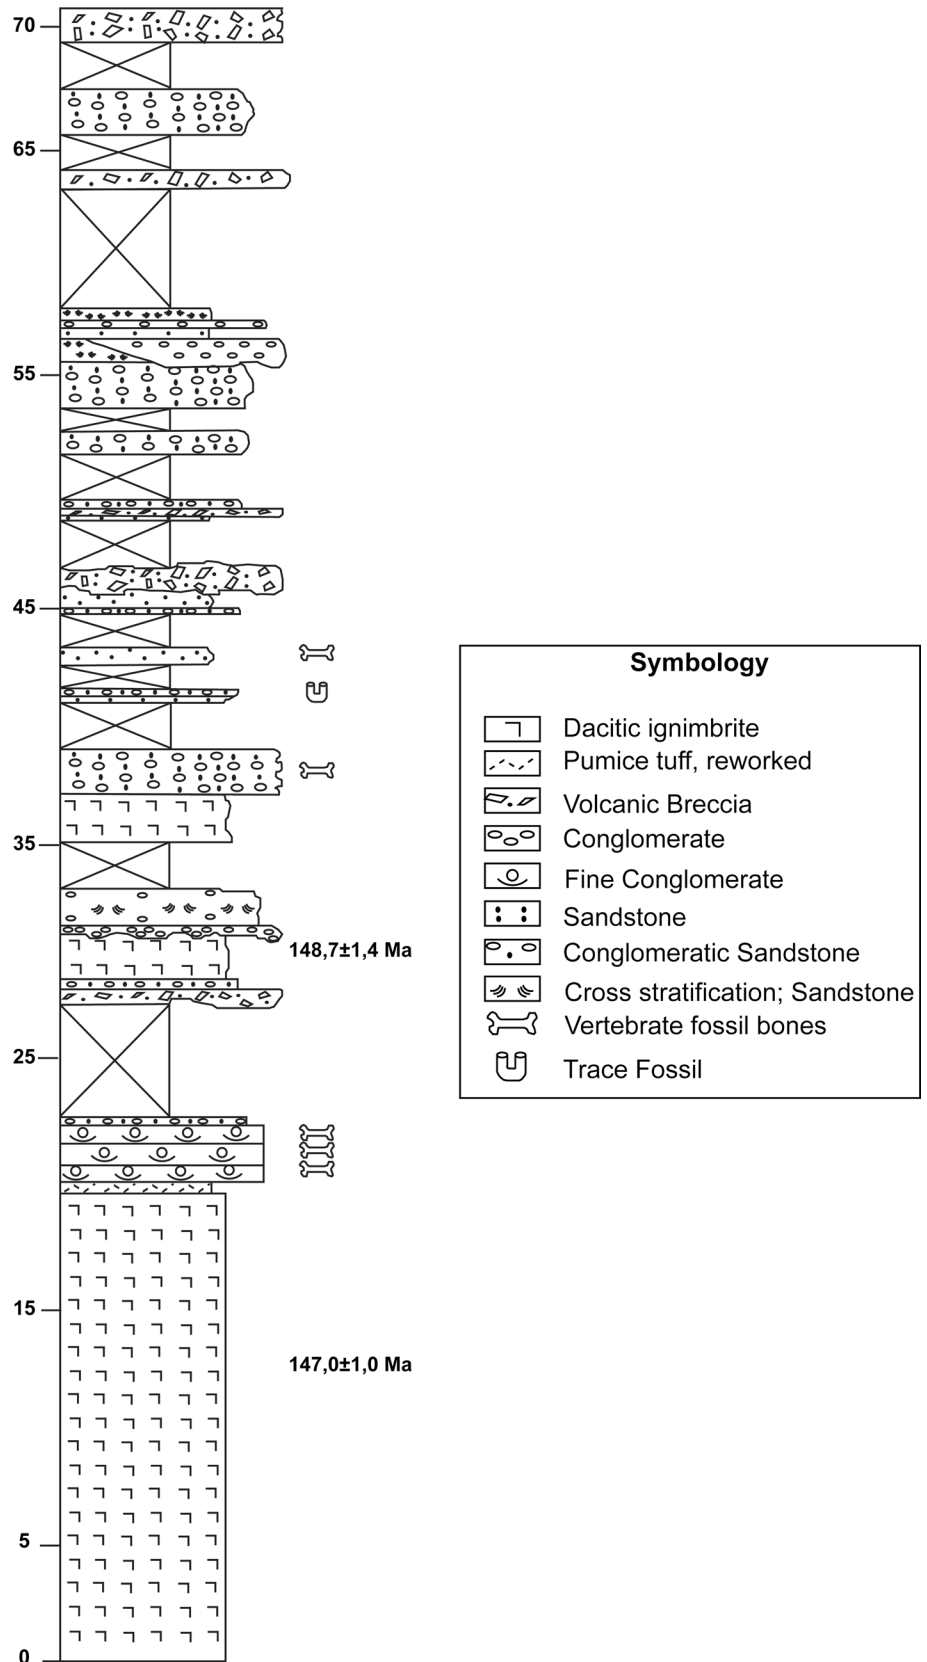 70
65
55
45
35
148,7±1,4 Ma
25
15
147,0±1,0 Ma
5
0
Symbology
Dacitic ignimbrite
Pumice tuff, reworked
Volcanic Breccia
Conglomerate
Fine Conglomerate
Sandstone
Conglomeratic Sandstone
Cross stratification; Sandstone
Vertebrate fossil bones
Trace Fossil